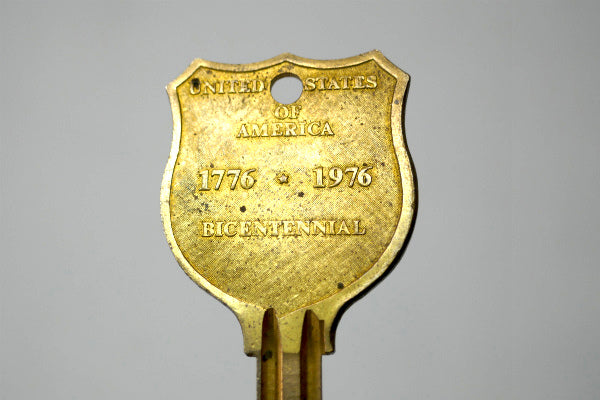 UNITED STATES
OF
AMERICA
1776 ★ 1976
BICENTENNIAL